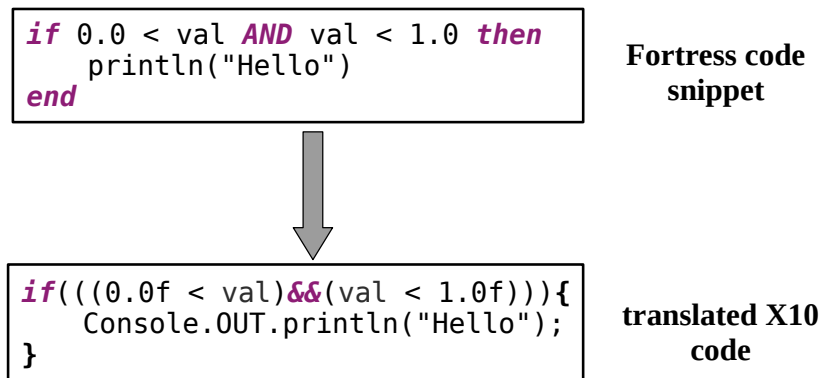 if 0.0 < val AND val < 1.0 then
println("Hello")
end
Fortress code
snippet
if(((0.0f < val)&&(val < 1.0f))){
Console.OUT.println("Hello");
}
translated X10
code